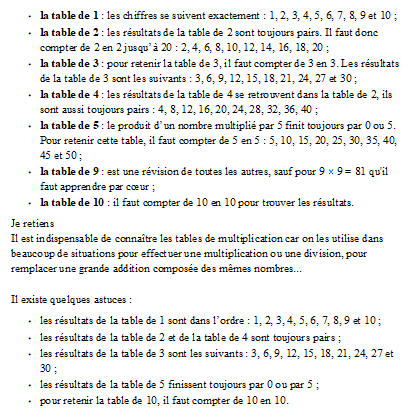 • la table de 1 : les chiffres se suivent exactement : 1, 2, 3, 4, 5, 6, 7, 8, 9 et 10 ;
• la table de 2 : les résultats de la table de 2 sont toujours pairs. Il faut donc
compter de 2 en 2 jusqu'à 20 : 2, 4, 6, 8, 10, 12, 14, 16, 18, 20 ;
• la table de 3 : pour retenir la table de 3, il faut compter de 3 en 3. Les résultats
de la table de 3 sont les suivants : 3, 6, 9, 12, 15, 18, 21, 24, 27 et 30 ;
• la table de 4 : les résultats de la table de 4 se retrouvent dans la table de 2, ils
sont aussi toujours pairs : 4, 8, 12, 16, 20, 24, 28, 32, 36, 40 ;
• la table de 5 : le produit d'un nombre multiplié par 5 finit toujours par 0 ou 5.
Pour retenir cette table, il faut compter de 5 en 5 : 5, 10, 15, 20, 25, 30, 35, 40,
45 et 50 ;
• la table de 9 : est une révision de toutes les autres, sauf pour 9 × 9 = 81 qu'il
faut apprendre par cœur ;
• la table de 10 : il faut compter de 10 en 10 pour trouver les résultats.
Je retiens
Il est indispensable de connaître les tables de multiplication car on les utilise dans
beaucoup de situations pour effectuer une multiplication ou une division, pour
remplacer une grande addition composée des mêmes nombres...
Il existe quelques astuces :
• les résultats de la table de 1 sont dans l'ordre : 1, 2, 3, 4, 5, 6, 7, 8, 9 et 10 ;
• les résultats de la table de 2 et de la table de 4 sont toujours pairs ;
• les résultats de la table de 3 sont les suivants : 3, 6, 9, 12, 15, 18, 21, 24, 27 et
30 ;
• les résultats de la table de 5 finissent toujours par 0 ou par 5 ;
• pour retenir la table de 10, il faut compter de 10 en 10.